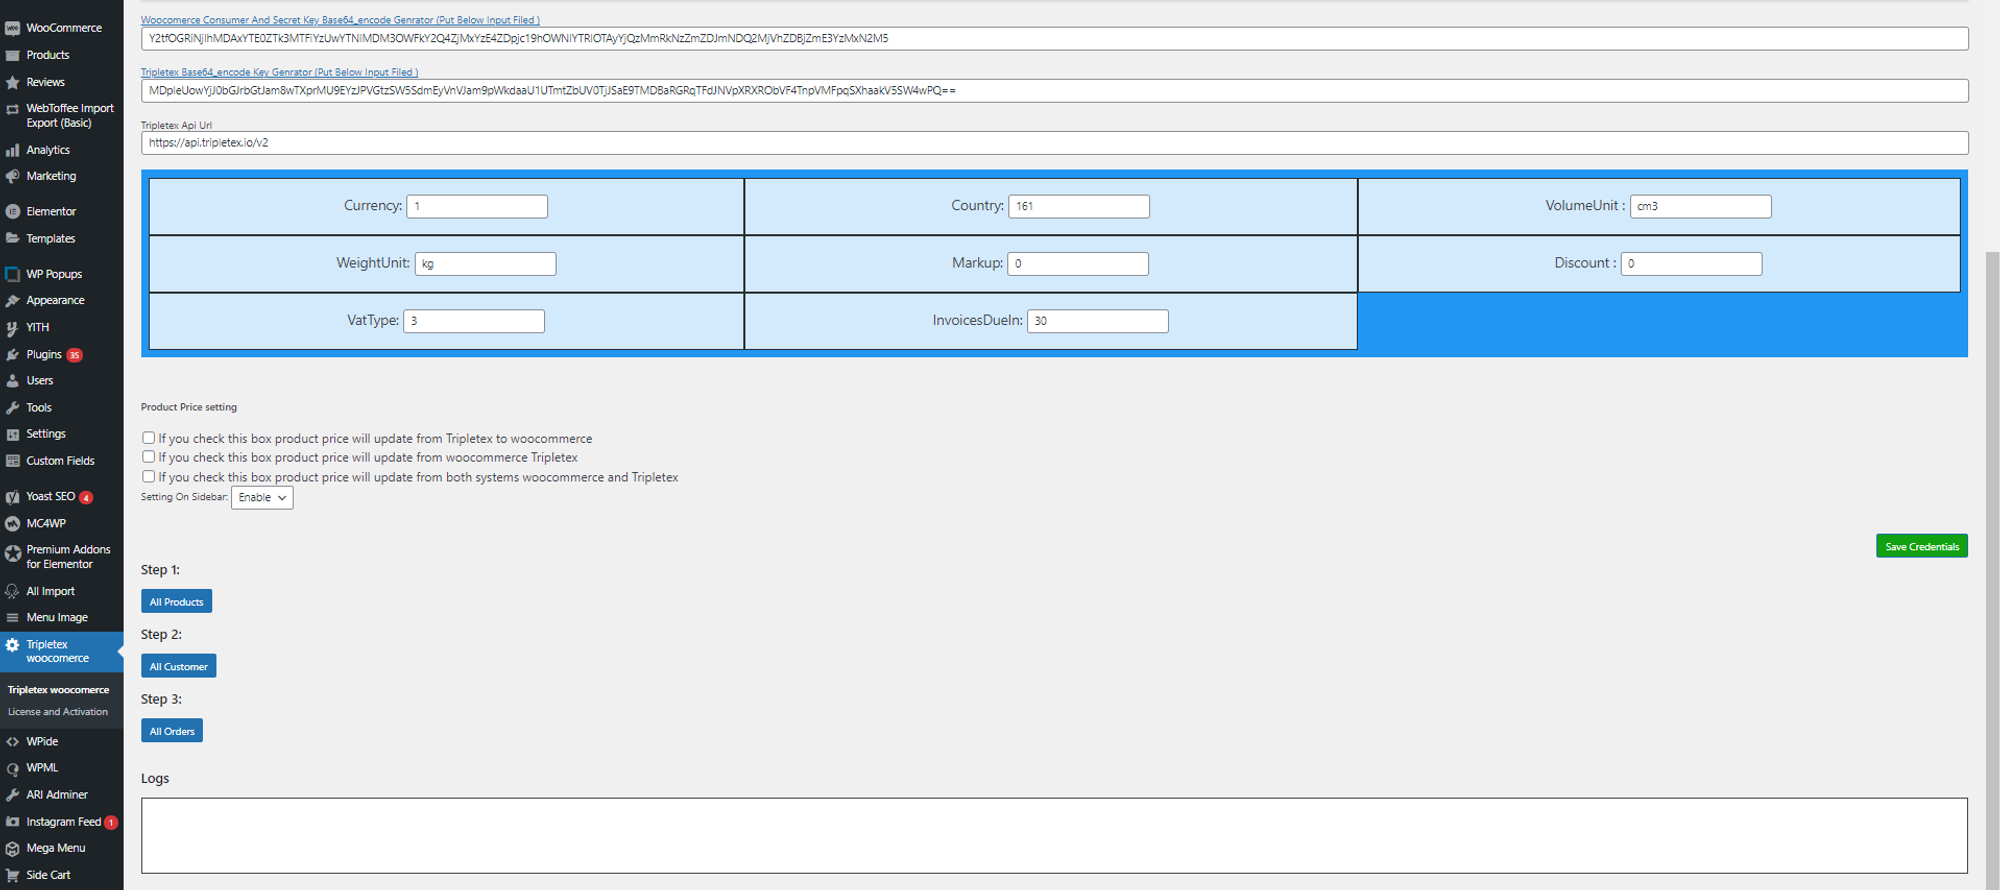 WooCommerce
Products
Reviews
WebToffee Import
Export (Basic)
Analytics
Marketing
Elementor
Templates
WP Popups
Appearance
YITH
Plugins 35
Users
Tools
Settings
Custom Fields
Yoast SEO 4
MC4WP
Premium Addons
for Elementor
All Import
Menu Image
Tripletex
woocomerce
Tripletex woocomerce
License and Activation
WPide
WPML
ARI Adminer
Instagram Feed 1
Mega Menu
Side Cart
Woocomerce Consumer And Secret Key Base64_encode Genrator (Put Below Input Filed )
Tripletex Base64_encode Key Genrator (Put Below Input Filed )
Tripletex Api Url
https://api.tripletex.io/v2
Currency: 1
Country: 161
VolumeUnit : cm3
WeightUnit: kg
Markup: 0
Discount : 0
VatType: 3
InvoicesDueIn: 30
Product Price setting
If you check this box product price will update from Tripletex to woocommerce
If you check this box product price will update from woocommerce Tripletex
If you check this box product price will update from both systems woocommerce and Tripletex
Setting On Sidebar: Enable
Save Credentials
Step 1:
All Products
Step 2:
All Customer
Step 3:
All Orders
Logs